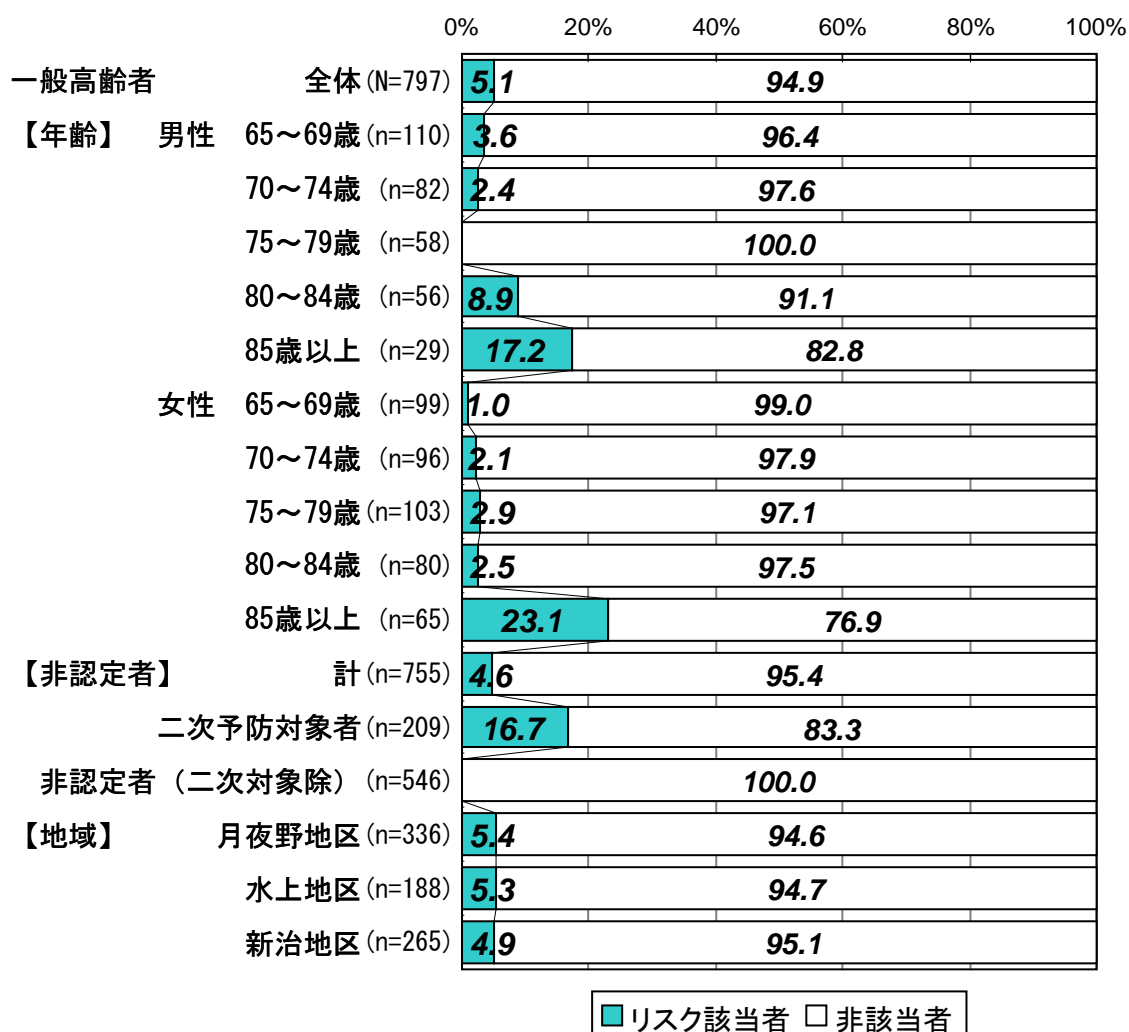 0% 20% 40% 60% 80% 100%
一般高齢者 全体(N=797) 5.1 94.9
【年齢】 男性 65～69歳(n=110) 3.6 96.4
70～74歳 (n=82) 2.4 97.6
75～79歳 (n=58) 100.0
80～84歳 (n=56) 8.9 91.1
85歳以上 (n=29) 17.2 82.8
女性 65～69歳 (n=99) 1.0 99.0
70～74歳 (n=96) 2.1 97.9
75～79歳(n=103) 2.9 97.1
80～84歳 (n=80) 2.5 97.5
85歳以上 (n=65) 23.1 76.9
【非認定者】 計(n=755) 4.6 95.4
二次予防対象者(n=209) 16.7 83.3
非認定者（二次対象除）(n=546) 100.0
【地域】 月夜野地区(n=336) 5.4 94.6
水上地区(n=188) 5.3 94.7
新治地区(n=265) 4.9 95.1
リスク該当者 非該当者